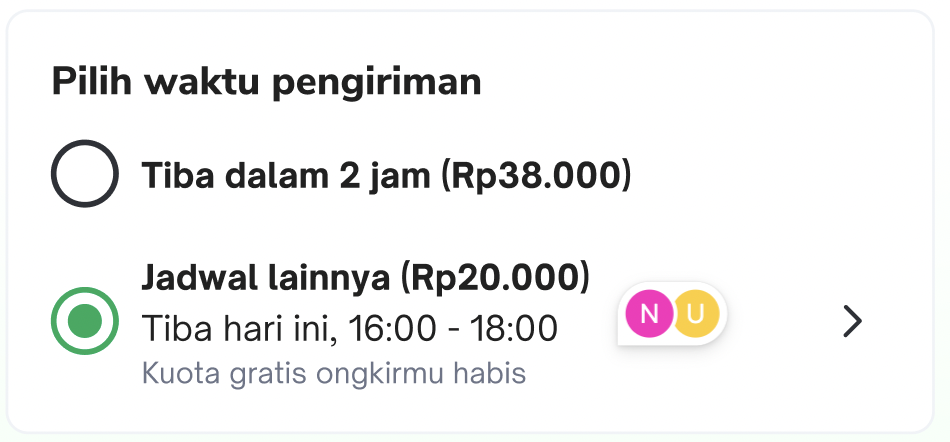 Pilih waktu pengiriman
Tiba dalam 2 jam (Rp38.000)
Jadwal lainnya (Rp20.000)
Tiba hari ini, 16:00 - 18:00
N U
Kuota gratis ongkirmu habis